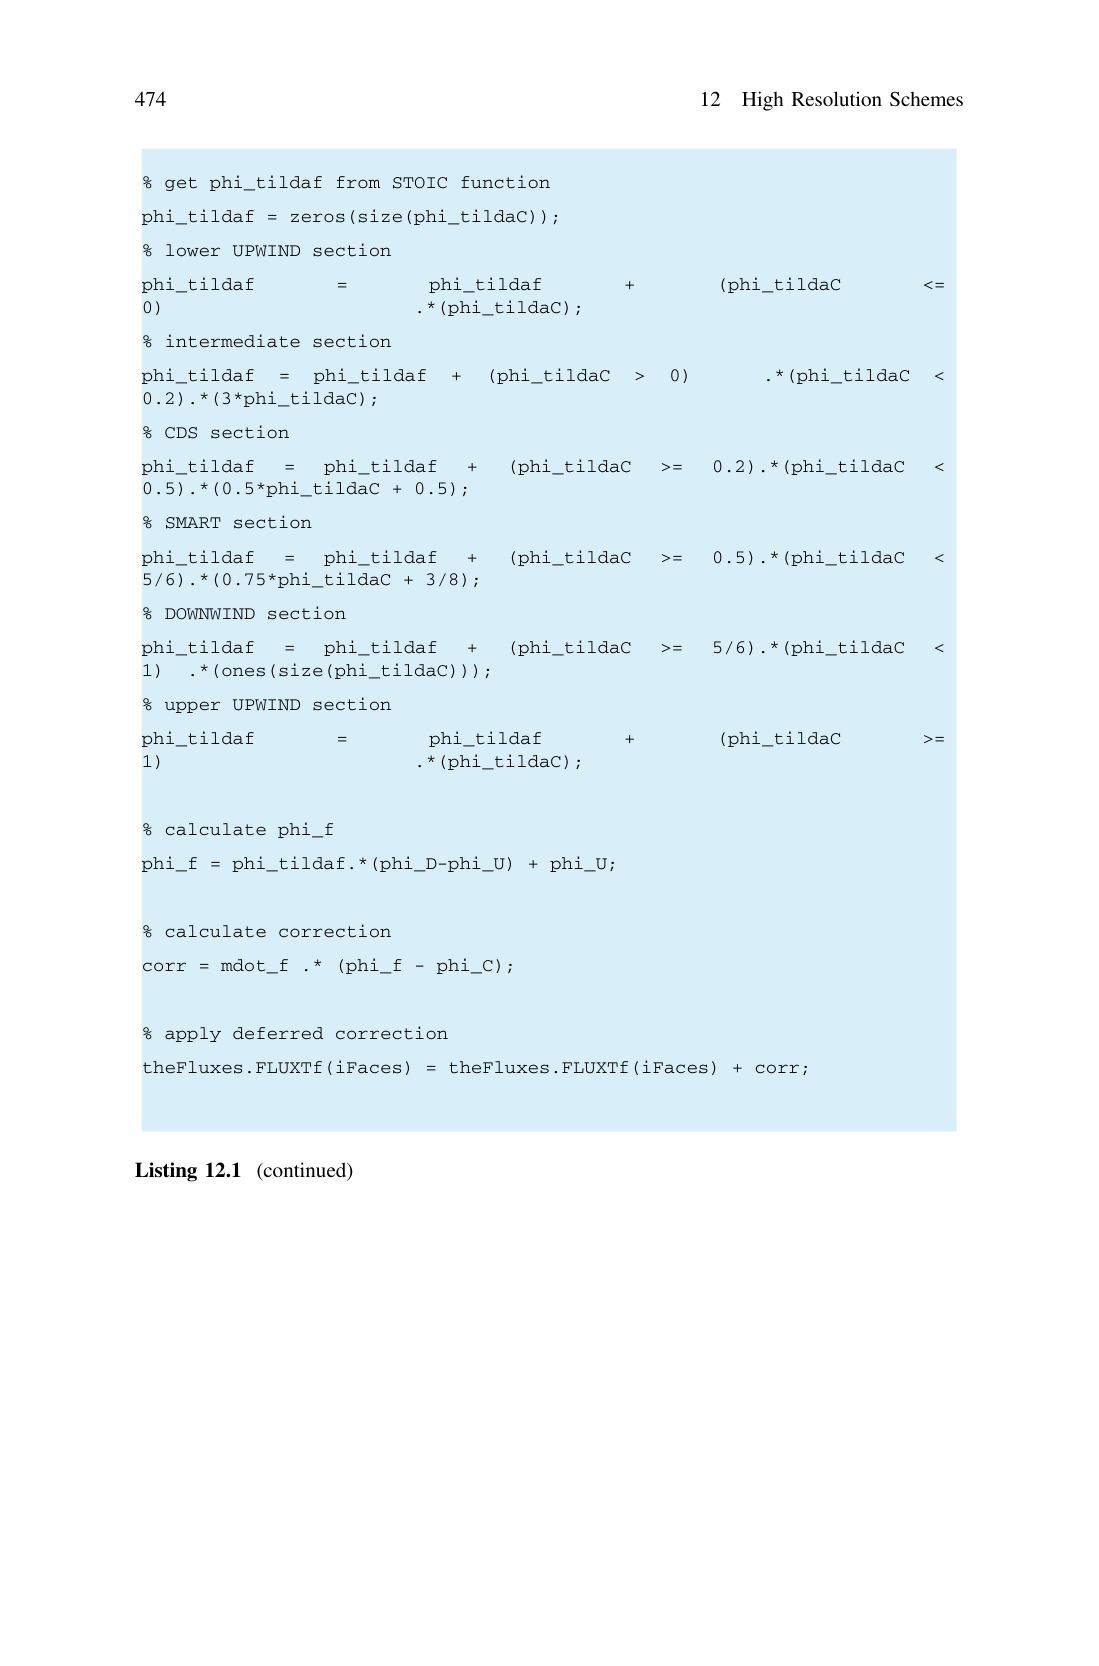 474
12 High Resolution Schemes
% get phi_tildaf from STOIC function
phi_tildaf = zeros(size(phi_tildaC));
% lower UPWIND section
phi_tildaf = phi_tildaf + (phi_tildaC <=
0) .*(phi_tildaC);
% intermediate section
phi_tildaf = phi_tildaf + (phi_tildaC > 0) .*(phi_tildaC <
0.2).*(3*phi_tildaC);
% CDS section
phi_tildaf = phi_tildaf + (phi_tildaC >= 0.2).*(phi_tildaC <
0.5).*(0.5*phi_tildaC + 0.5);
% SMART section
phi_tildaf = phi_tildaf + (phi_tildaC >= 0.5).*(phi_tildaC <
5/6).*(0.75*phi_tildaC + 3/8);
% DOWNWIND section
phi_tildaf = phi_tildaf + (phi_tildaC >= 5/6).*(phi_tildaC <
1) .*(ones(size(phi_tildaC)));
% upper UPWIND section
phi_tildaf = phi_tildaf + (phi_tildaC >=
1) .*(phi_tildaC);
% calculate phi_f
phi_f = phi_tildaf.*(phi_D-phi_U) + phi_U;
% calculate correction
corr = mdot_f .* (phi_f - phi_C);
% apply deferred correction
theFluxes.FLUXTf(iFaces) = theFluxes.FLUXTf(iFaces) + corr;
Listing 12.1 (continued)